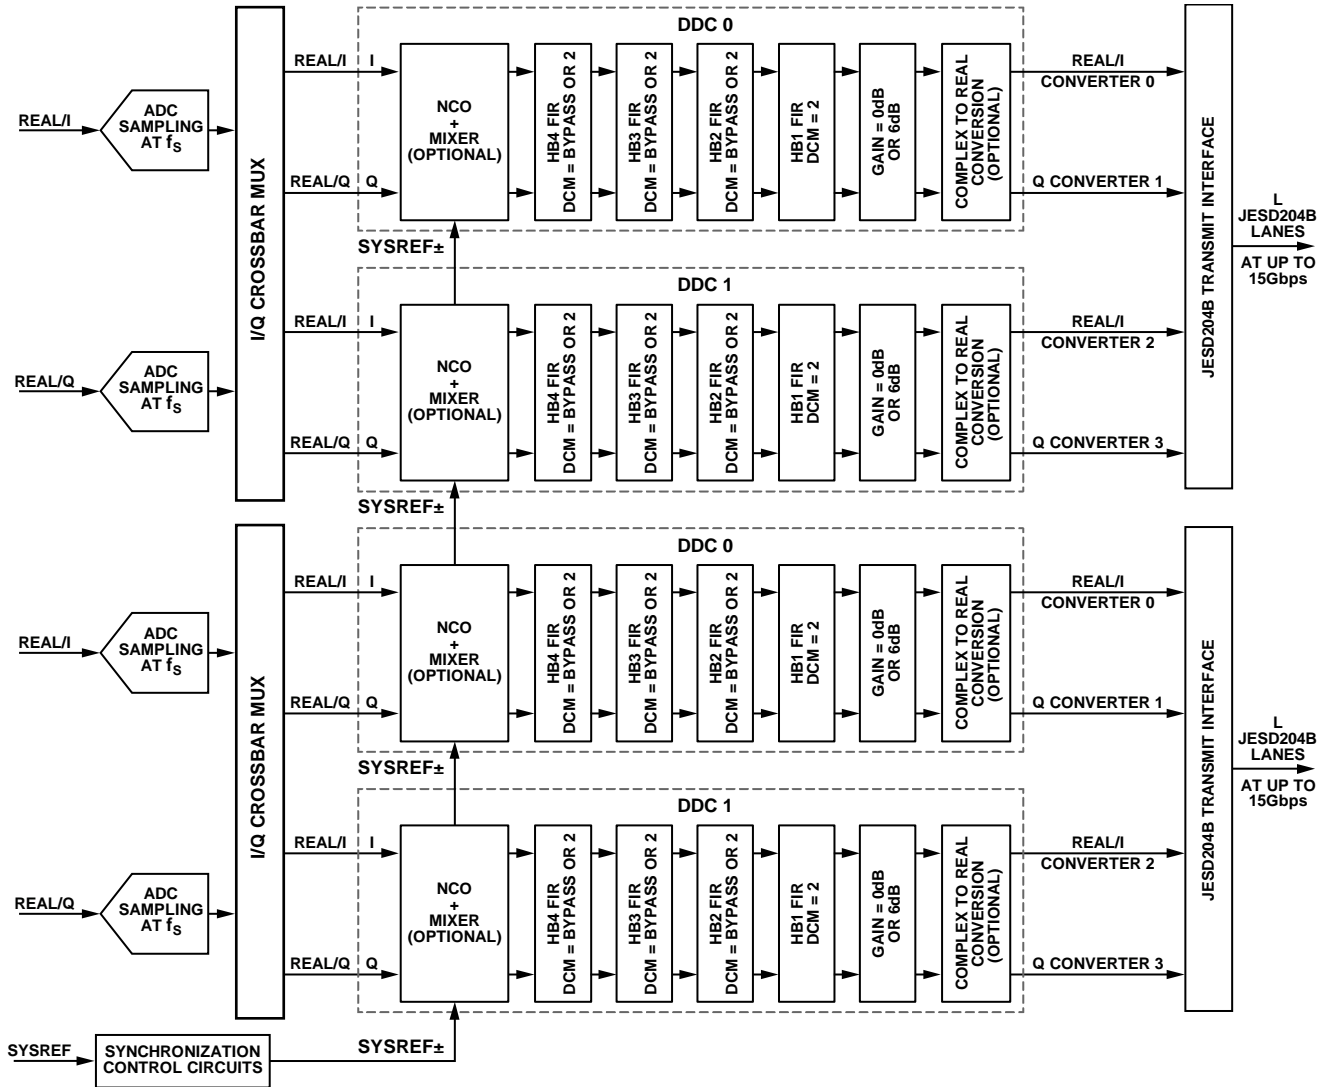 DDC 0
REAL/I
ADC
SAMPLING
AT fS
I/Q CROSSBAR MUX
REAL/I I
REAL/Q Q
NCO
+
MIXER
(OPTIONAL)
HB4 FIR
DCM = BYPASS OR 2
HB3 FIR
DCM = BYPASS OR 2
HB2 FIR
DCM = BYPASS OR 2
HB1 FIR
DCM = 2
GAIN = 0dB
OR 6dB
COMPLEX TO REAL
CONVERSION
(OPTIONAL)
REAL/I
CONVERTER 0
Q CONVERTER 1
JESD204B TRANSMIT INTERFACE
L
JESD204B
LANES
AT UP TO
15Gbps
SYSREF±
DDC 1
REAL/Q
ADC
SAMPLING
AT fS
REAL/I I
REAL/Q Q
NCO
+
MIXER
(OPTIONAL)
HB4 FIR
DCM = BYPASS OR 2
HB3 FIR
DCM = BYPASS OR 2
HB2 FIR
DCM = BYPASS OR 2
HB1 FIR
DCM = 2
GAIN = 0dB
OR 6dB
COMPLEX TO REAL
CONVERSION
(OPTIONAL)
REAL/I
CONVERTER 2
Q CONVERTER 3
SYSREF±
DDC 0
REAL/I
ADC
SAMPLING
AT fS
I/Q CROSSBAR MUX
REAL/I I
REAL/Q Q
NCO
+
MIXER
(OPTIONAL)
HB4 FIR
DCM = BYPASS OR 2
HB3 FIR
DCM = BYPASS OR 2
HB2 FIR
DCM = BYPASS OR 2
HB1 FIR
DCM = 2
GAIN = 0dB
OR 6dB
COMPLEX TO REAL
CONVERSION
(OPTIONAL)
REAL/I
CONVERTER 0
Q CONVERTER 1
JESD204B TRANSMIT INTERFACE
L
JESD204B
LANES
AT UP TO
15Gbps
SYSREF±
DDC 1
REAL/Q
ADC
SAMPLING
AT fS
REAL/I I
REAL/Q Q
NCO
+
MIXER
(OPTIONAL)
HB4 FIR
DCM = BYPASS OR 2
HB3 FIR
DCM = BYPASS OR 2
HB2 FIR
DCM = BYPASS OR 2
HB1 FIR
DCM = 2
GAIN = 0dB
OR 6dB
COMPLEX TO REAL
CONVERSION
(OPTIONAL)
REAL/I
CONVERTER 2
Q CONVERTER 3
SYSREF
SYNCHRONIZATION
CONTROL CIRCUITS
SYSREF±